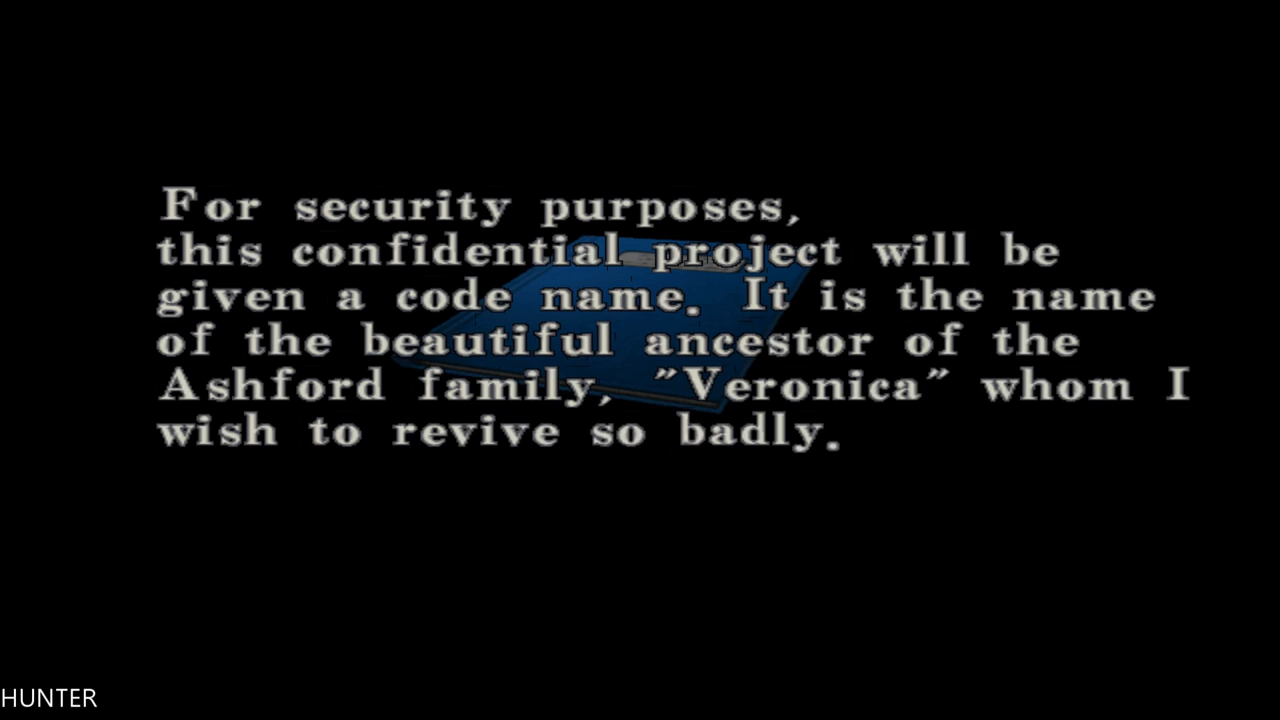 For security purposes,
this confidential project will be
given a code name. It is the name
of the beautiful ancestor of the
Ashford family, "Veronica" whom I
wish to revive so badly.
HUNTER